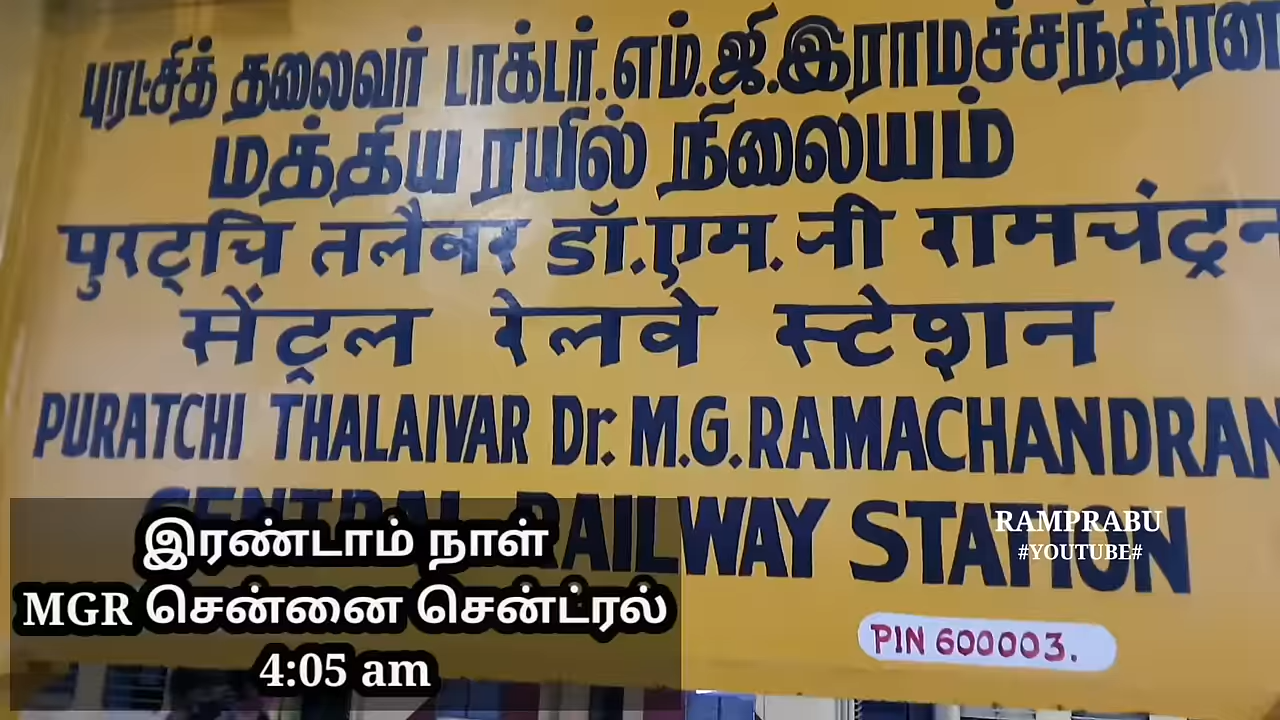 புரட்சித் தலைவர் டாக்டர்.எம்.ஜி.இராமச்சந்திரன்
மத்திய ரயில் நிலையம்
पुरट्चि तलैवर डॉ.एम.जी रामचंद्रन
सेंट्रल रेलवे स्टेशन
PURATCHI THALAIVAR Dr. M.G.RAMACHANDRAN
CENTRAL RAILWAY STATION
RAMPRABU
#YOUTUBE#
இரண்டாம் நாள்
MGR சென்னை சென்ட்ரல்
4:05 am
PIN 600003.